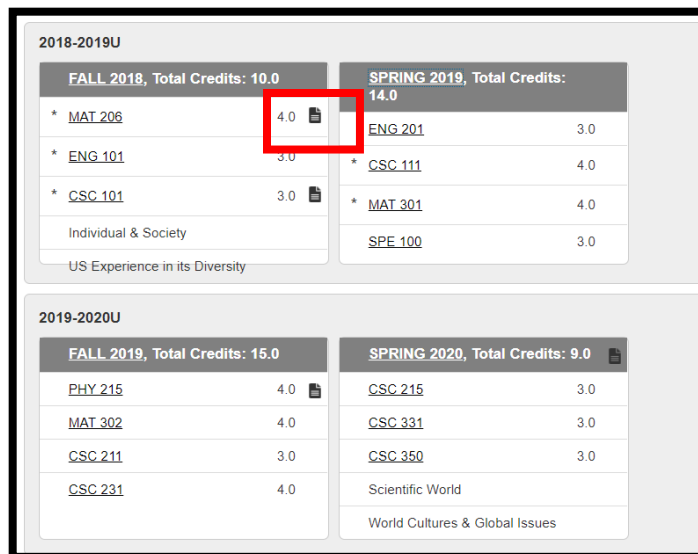 2018-2019U
FALL 2018, Total Credits: 10.0
* MAT 206 4.0
* ENG 101 3.0
* CSC 101 3.0
Individual & Society
US Experience in its Diversity
SPRING 2019, Total Credits:
14.0
ENG 201 3.0
* CSC 111 4.0
* MAT 301 4.0
SPE 100 3.0
2019-2020U
FALL 2019, Total Credits: 15.0
PHY 215 4.0
MAT 302 4.0
CSC 211 3.0
CSC 231 4.0
SPRING 2020, Total Credits: 9.0
CSC 215 3.0
CSC 331 3.0
CSC 350 3.0
Scientific World
World Cultures & Global Issues